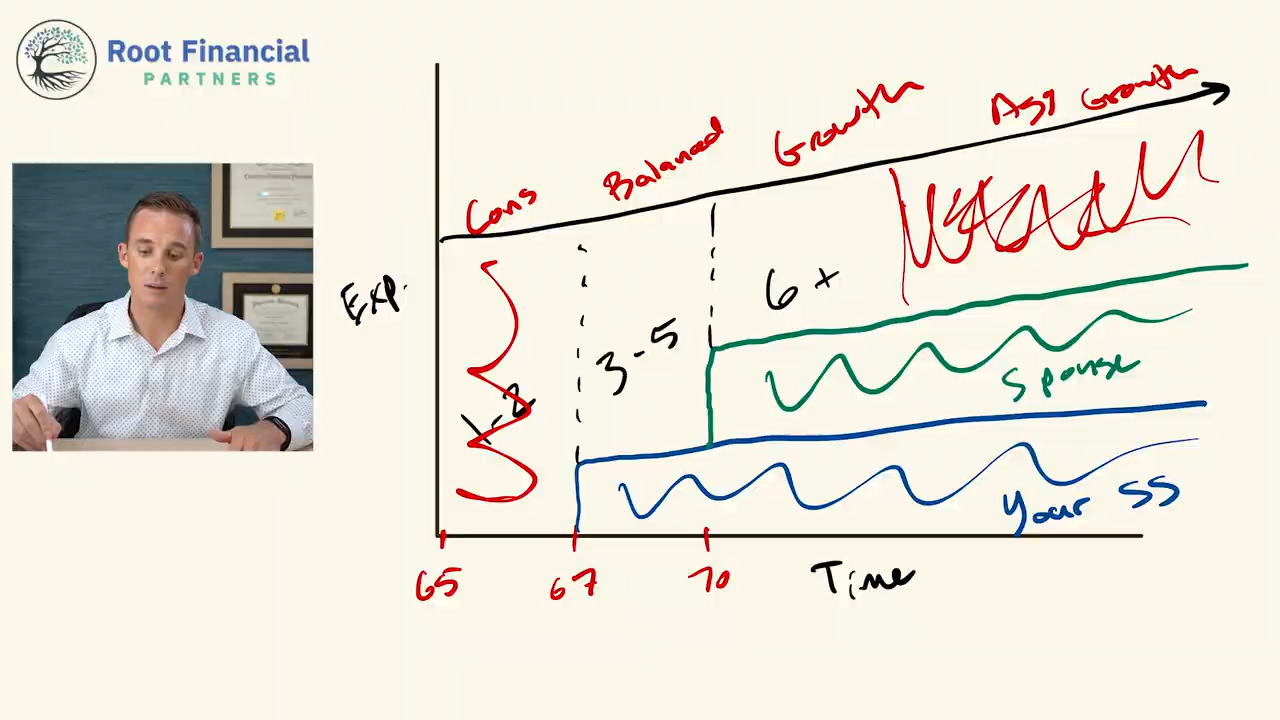 Root Financial
PARTNERS
Cons Balanced Growth Agg Growth
Exp.
1-2
3-5
6+
Spouse
Your SS
65 67 70 Time